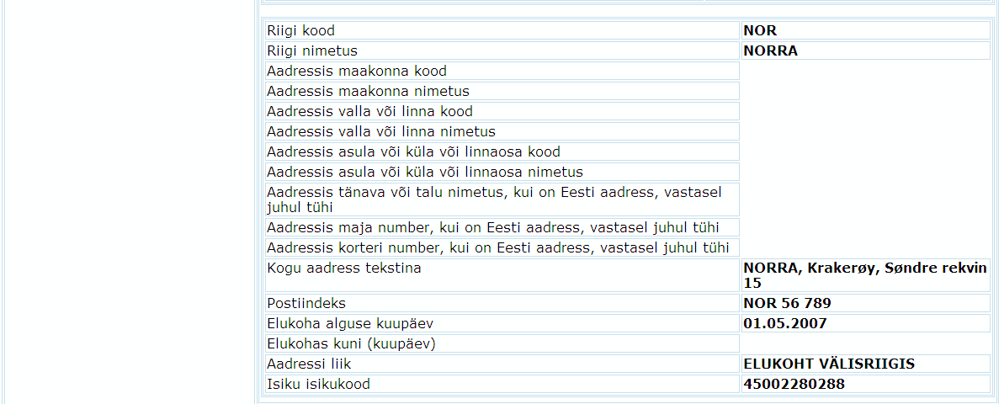 Riigi kood NOR
Riigi nimetus NORRA
Aadressis maakonna kood
Aadressis maakonna nimetus
Aadressis valla või linna kood
Aadressis valla või linna nimetus
Aadressis asula või küla või linnaosa kood
Aadressis asula või küla või linnaosa nimetus
Aadressis tänava või talu nimetus, kui on Eesti aadress, vastasel
juhul tühi
Aadressis maja number, kui on Eesti aadress, vastasel juhul tühi
Aadressis korteri number, kui on Eesti aadress, vastasel juhul tühi
Kogu aadress tekstina NORRA, Krakerøy, Søndre rekvin
15
Postiindeks NOR 56 789
Elukoha alguse kuupäev 01.05.2007
Elukohas kuni (kuupäev)
Aadressi liik ELUKOHT VÄLISRIIGIS
Isiku isikukood 45002280288